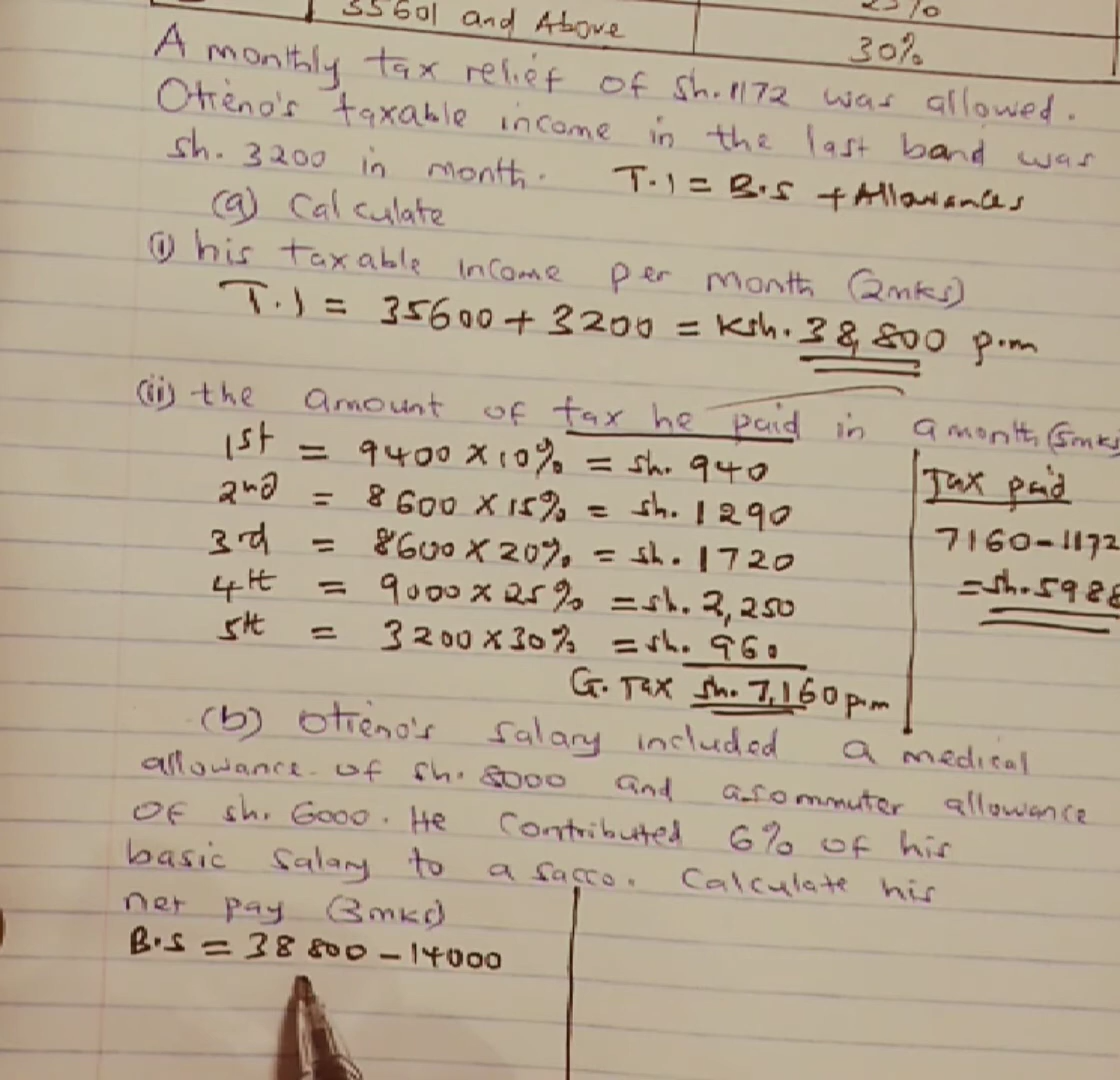 35601 and Above
25%
30%
A monthly tax relief of sh.1172 was allowed.
Otieno's taxable income in the last band was
sh. 3200 in month. T.I = B.S + Allowances
(a) Calculate
(i) his taxable income per month (2mks)
T.I = 35600 + 3200 = Ksh. 38,800 p.m
(ii) the amount of tax he paid in a month (5mks)
1st = 9400 x 10% = sh. 940
2nd = 8600 x 15% = sh. 1290
3rd = 8600 x 20% = sh. 1720
4th = 9000 x 25% = sh. 2,250
5th = 3200 x 30% = sh. 960
G. Tax sh. 7,160 p.m
Tax paid
7160 - 1172
= sh. 5988
(b) Otieno's salary included a medical
allowance of sh. 8000 and a commuter allowance
of sh. 6000. He contributed 6% of his
basic salary to a sacco. Calculate his
net pay (3mks)
B.S = 38 800 - 14000